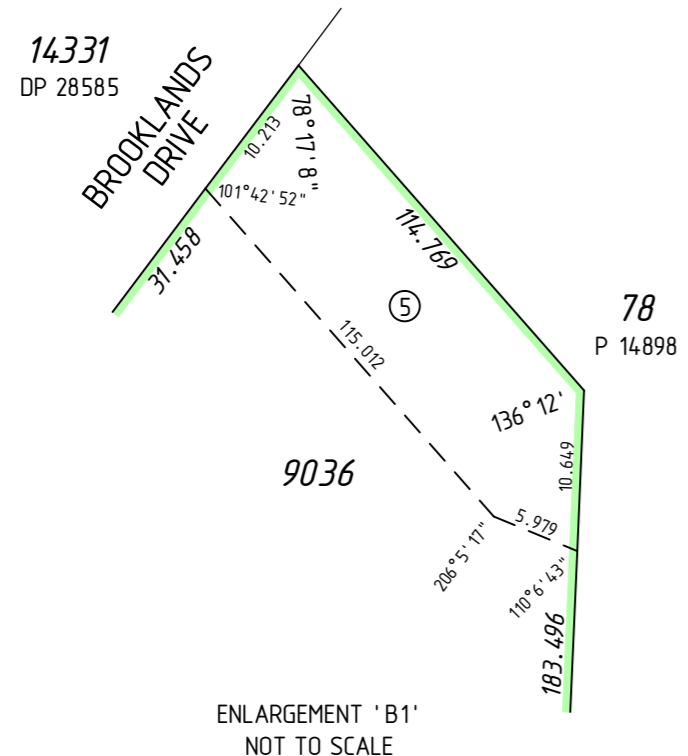 14331
DP 28585
BROOKLANDS
DRIVE
10.213
78°17'8"
101°42'52"
31.458
114.769
5
78
P 14898
115.012
136°12'
9036
10.649
5.979
206°5'17"
110°6'43"
183.496
ENLARGEMENT 'B1'
NOT TO SCALE